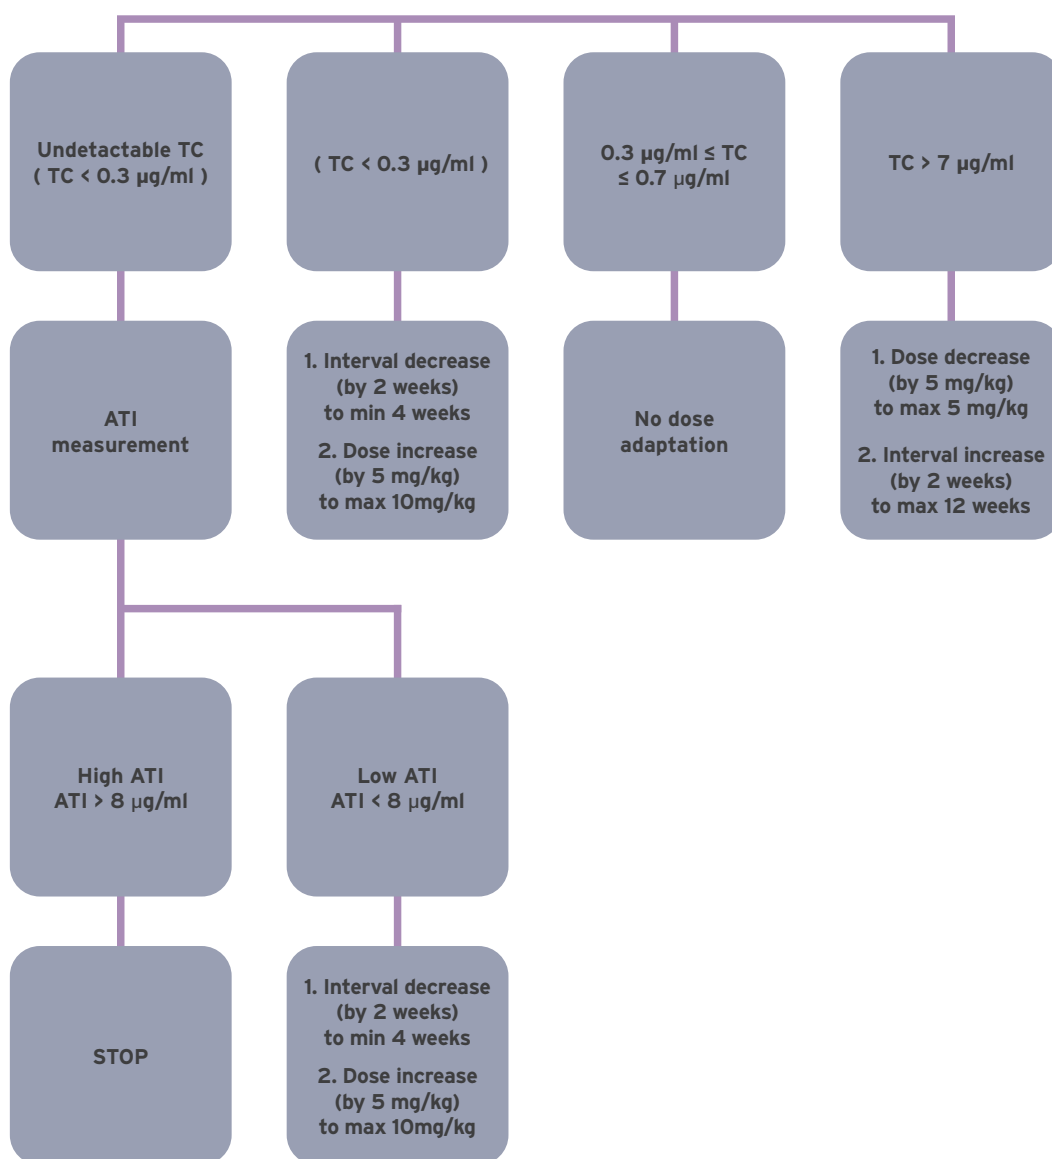 Undetactable TC
( TC < 0.3 µg/ml )
( TC < 0.3 µg/ml )
0.3 µg/ml ≤ TC
≤ 0.7 µg/ml
TC > 7 µg/ml
ATI
measurement
1. Interval decrease
(by 2 weeks)
to min 4 weeks
2. Dose increase
(by 5 mg/kg)
to max 10mg/kg
No dose
adaptation
1. Dose decrease
(by 5 mg/kg)
to max 5 mg/kg
2. Interval increase
(by 2 weeks)
to max 12 weeks
High ATI
ATI > 8 µg/ml
Low ATI
ATI < 8 µg/ml
STOP
1. Interval decrease
(by 2 weeks)
to min 4 weeks
2. Dose increase
(by 5 mg/kg)
to max 10mg/kg